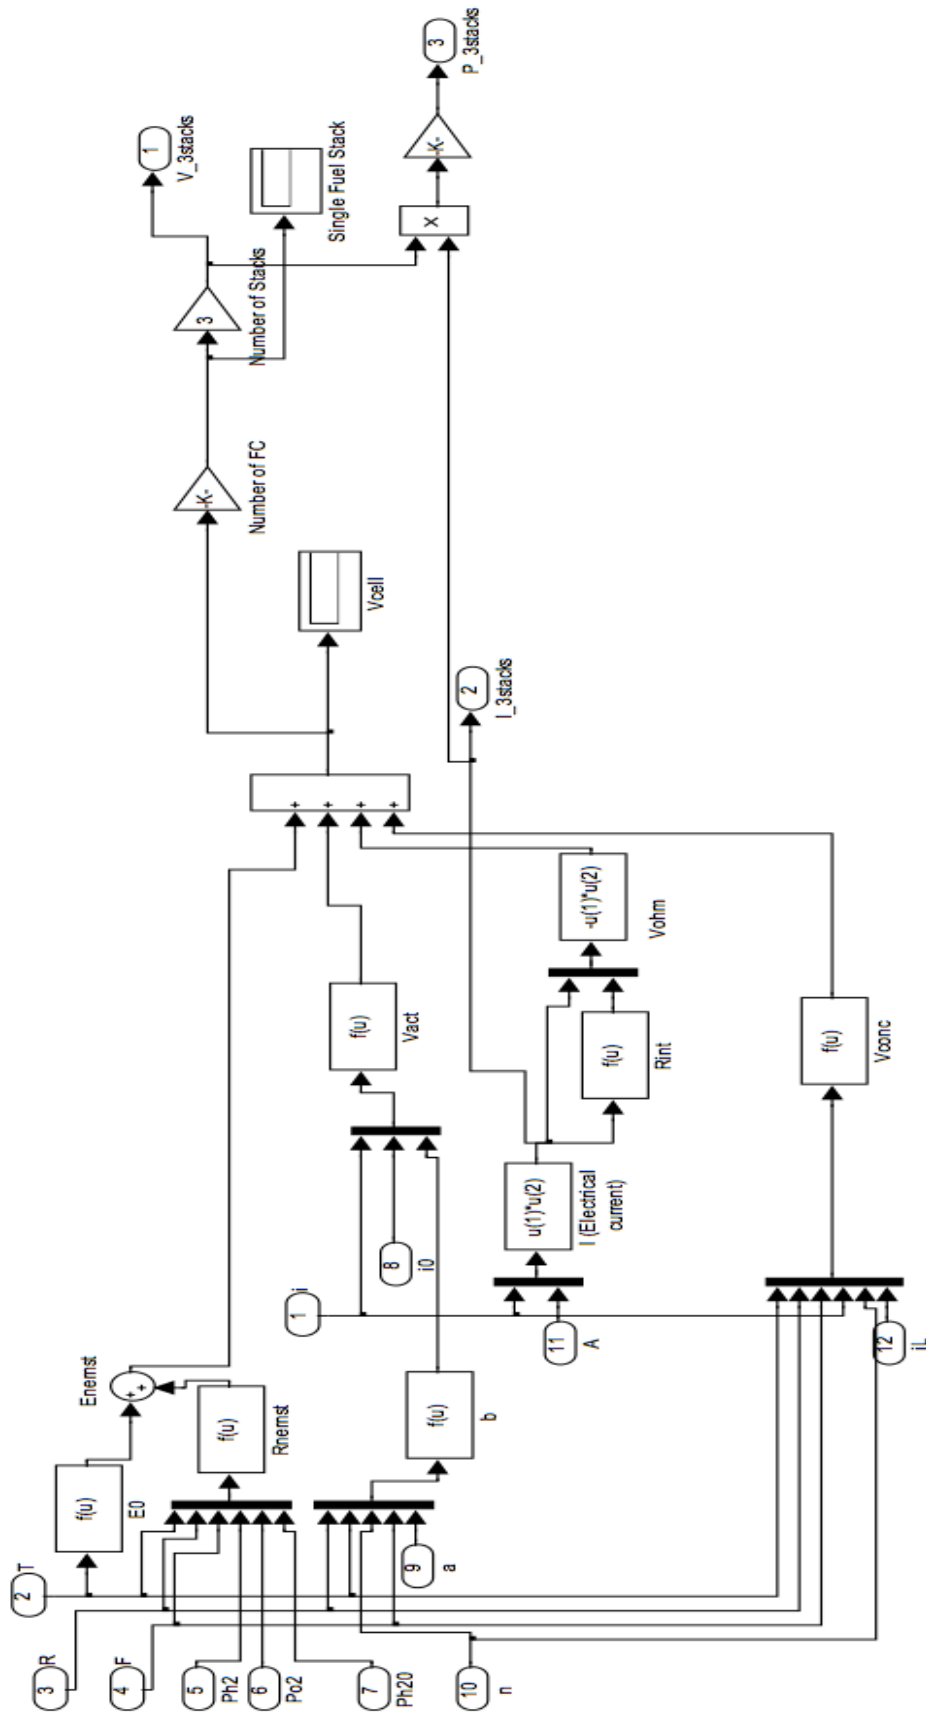 2
T
3
R
4
F
5
Ph2
6
Po2
7
Ph20
10
n
f(u)
E0
Enernst
+
+
f(u)
Rnernst
9
a
f(u)
b
1
i
8
i0
f(u)
Vact
11
A
u(1)*u(2)
I (Electrical
current)
f(u)
Rint
-u(1)*u(2)
Vohm
12
iL
f(u)
Vconc
+
+
+
+
Vcell
2
I_3stacks
-K-
Number of FC
3
Number of Stacks
Single Fuel Stack
1
V_3stacks
X
-K-
3
P_3stacks